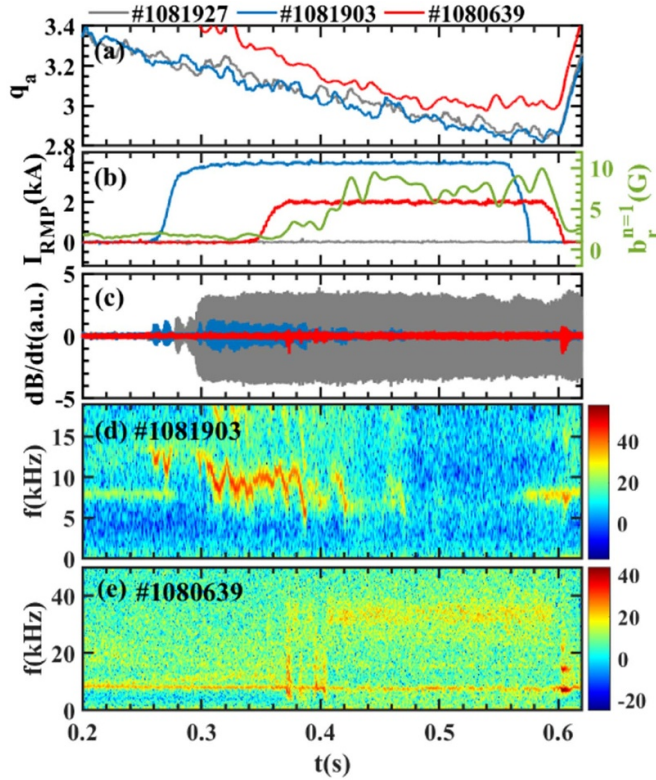 #1081927 #1081903 #1080639
3.4
(a)
3.2
q_a
3
2.8
4
(b)
10
I_RMP(kA)
2
5
b_r^{n=1}(G)
0
0
5
(c)
dB/dt(a.u.)
0
-5
(d) #1081903
15
40
f(kHz)
10
20
5
0
0
(e) #1080639
40
40
f(kHz)
20
20
0
-20
0
0.2 0.3 0.4 0.5 0.6
t(s)